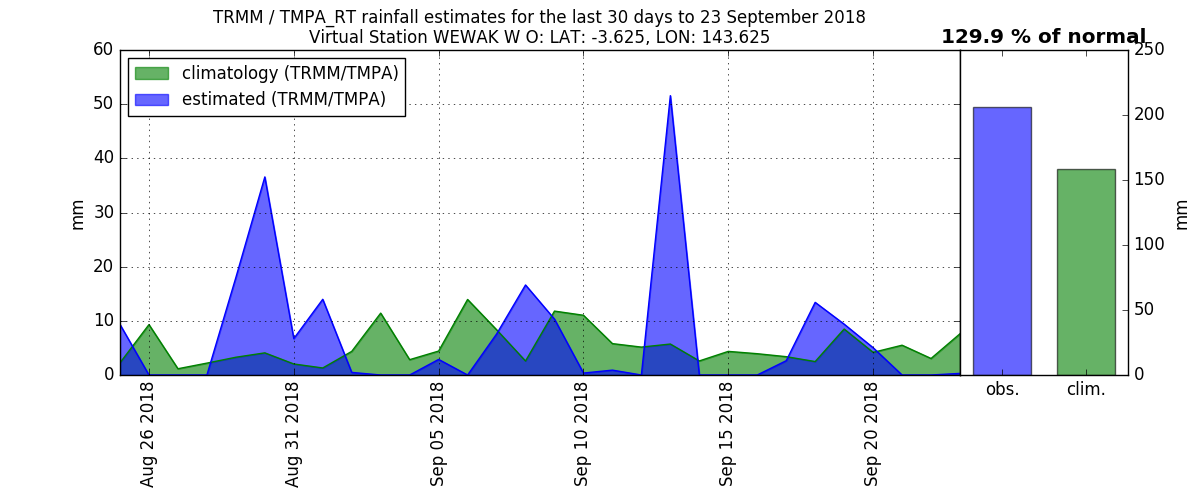 TRMM / TMPA_RT rainfall estimates for the last 30 days to 23 September 2018
Virtual Station WEWAK W O: LAT: -3.625, LON: 143.625
129.9 % of normal
climatology (TRMM/TMPA)
estimated (TRMM/TMPA)
60
50
40
30
20
10
0
mm
Aug 26 2018
Aug 31 2018
Sep 05 2018
Sep 10 2018
Sep 15 2018
Sep 20 2018
250
200
150
100
50
0
mm
obs.
clim.